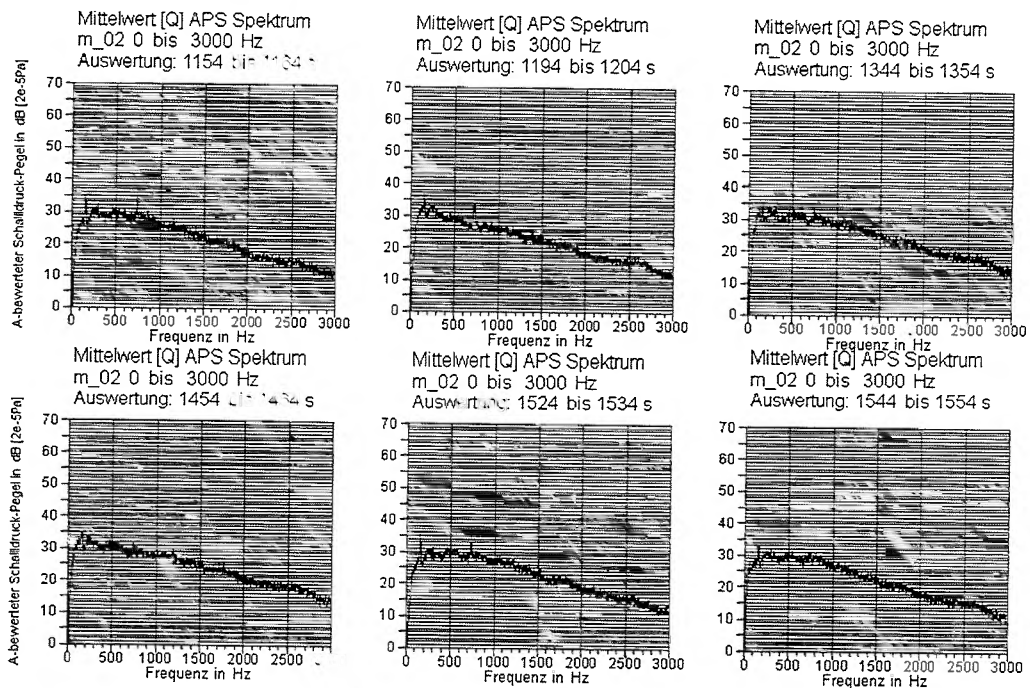 Mittelwert [Q] APS Spektrum
m_02 0 bis 3000 Hz
Auswertung: 1154 bis 1164 s
A-bewerteter Schalldruck-Pegel in dB [2e-5Pa]
70
60
50
40
30
20
10
0
0 500 1000 1500 2000 2500 3000
Frequenz in Hz
Mittelwert [Q] APS Spektrum
m_02 0 bis 3000 Hz
Auswertung: 1194 bis 1204 s
70
60
50
40
30
20
10
0
0 500 1000 1500 2000 2500 3000
Frequenz in Hz
Mittelwert [Q] APS Spektrum
m_02 0 bis 3000 Hz
Auswertung: 1344 bis 1354 s
70
60
50
40
30
20
10
0
0 500 1000 1500 2000 2500 3000
Frequenz in Hz
Mittelwert [Q] APS Spektrum
m_02 0 bis 3000 Hz
Auswertung: 1454 s
A-bewerteter Schalldruck-Pegel in dB [2e-5Pa]
70
60
50
40
30
20
10
0
0 500 1000 1500 2000 2500
Frequenz in Hz
Mittelwert [Q] APS Spektrum
m_02 0 bis 3000 Hz
Auswertung: 1524 bis 1534 s
70
60
50
40
30
20
10
0
0 500 1000 1500 2000 2500 3000
Frequenz in Hz
Mittelwert [Q] APS Spektrum
m_02 0 bis 3000 Hz
Auswertung: 1544 bis 1554 s
70
60
50
40
30
20
10
0
0 500 1000 1500 2000 2500 3000
Frequenz in Hz